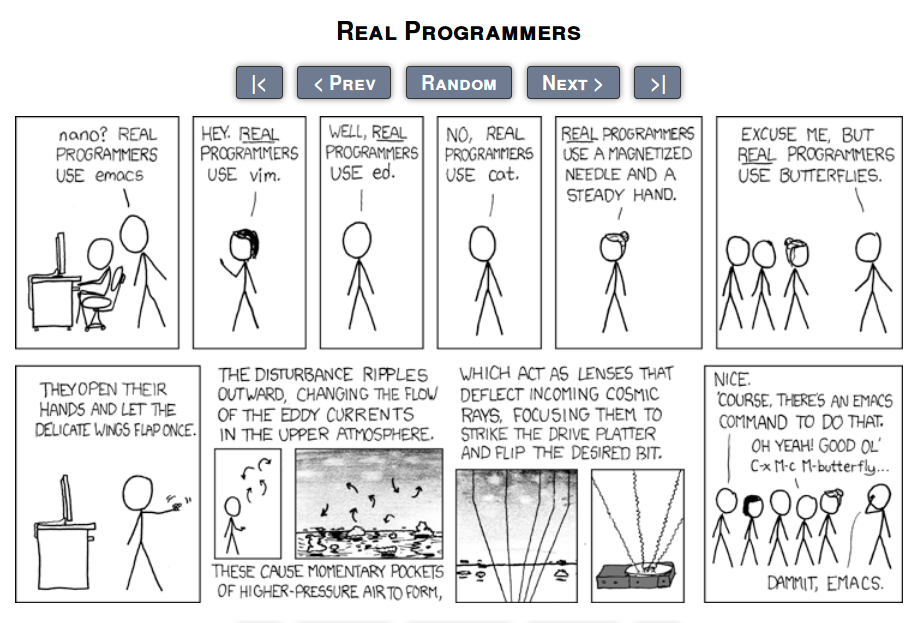 Real Programmers
|<
< Prev
Random
Next >
>|
nano? REAL
PROGRAMMERS
USE emacs
HEY. REAL
PROGRAMMERS
USE vim.
WELL, REAL
PROGRAMMERS
USE ed.
NO, REAL
PROGRAMMERS
USE cat.
REAL PROGRAMMERS
USE A MAGNETIZED
NEEDLE AND A
STEADY HAND.
EXCUSE ME, BUT
REAL PROGRAMMERS
USE BUTTERFLIES.
THEY OPEN THEIR
HANDS AND LET THE
DELICATE WINGS FLAP ONCE.
THE DISTURBANCE RIPPLES
OUTWARD, CHANGING THE FLOW
OF THE EDDY CURRENTS
IN THE UPPER ATMOSPHERE.
THESE CAUSE MOMENTARY POCKETS
OF HIGHER-PRESSURE AIR TO FORM,
WHICH ACT AS LENSES THAT
DEFLECT INCOMING COSMIC
RAYS, FOCUSING THEM TO
STRIKE THE DRIVE PLATTER
AND FLIP THE DESIRED BIT.
NICE.
'COURSE, THERE'S AN EMACS
COMMAND TO DO THAT.
OH YEAH! GOOD OL'
C-x M-c M-butterfly...
DAMMIT, EMACS.